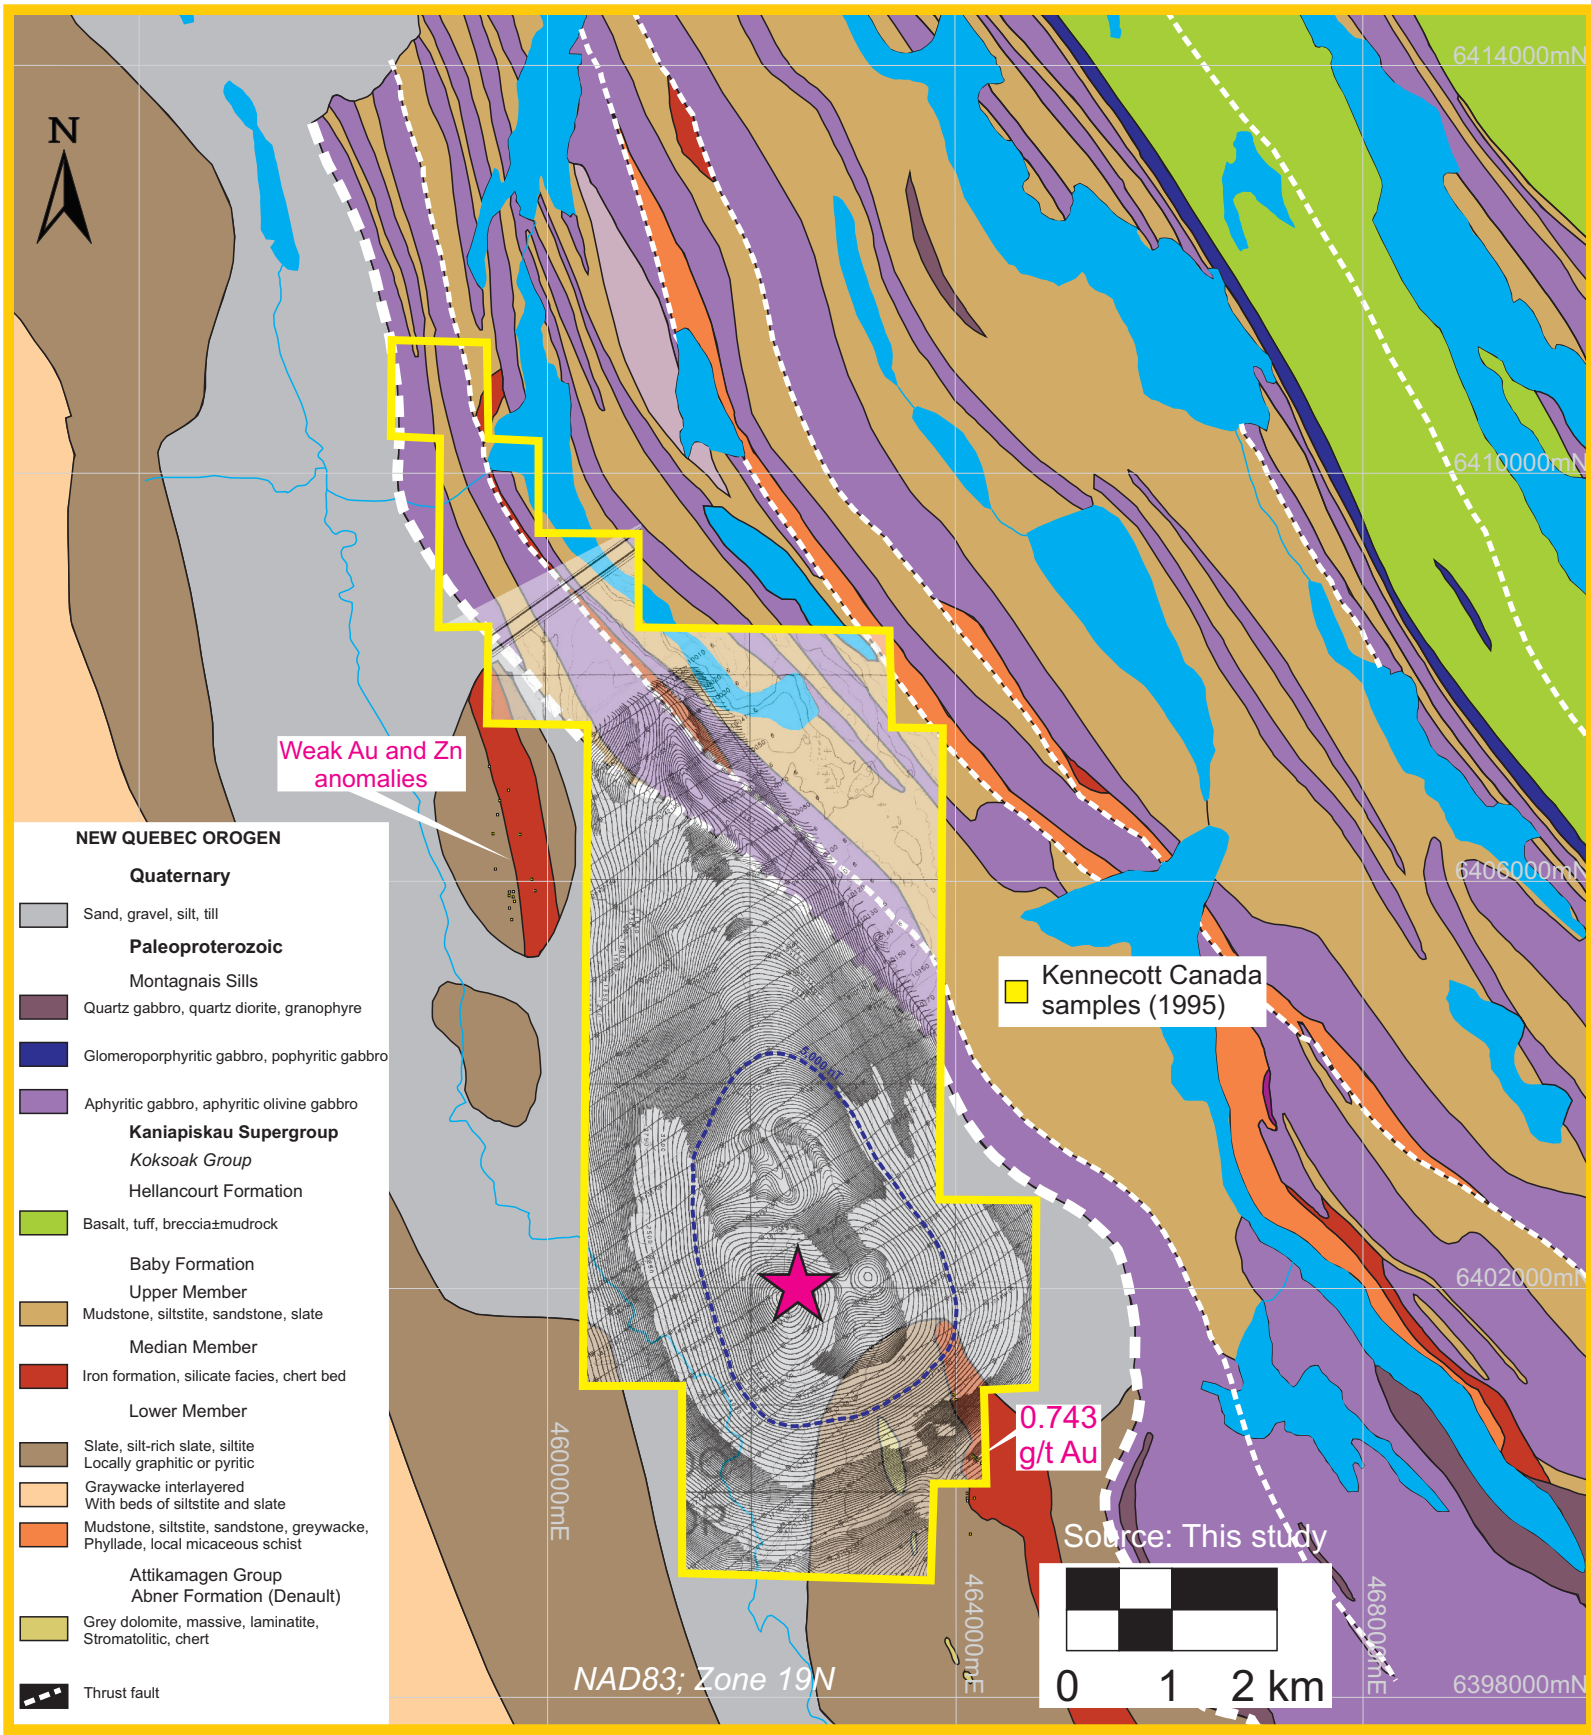 6414000mN
N
6410000mN
Weak Au and Zn
anomalies
6406000mN
Kennecott Canada
samples (1995)
5,000 nT
6402000mN
0.743
g/t Au
460000mE
464000mE
468000mE
6398000mN
Source: This study
0 1 2 km
NAD83; Zone 19N
NEW QUEBEC OROGEN
Quaternary
Sand, gravel, silt, till
Paleoproterozoic
Montagnais Sills
Quartz gabbro, quartz diorite, granophyre
Glomeroporphyritic gabbro, pophyritic gabbro
Aphyritic gabbro, aphyritic olivine gabbro
Kaniapiskau Supergroup
Koksoak Group
Hellancourt Formation
Basalt, tuff, breccia±mudrock
Baby Formation
Upper Member
Mudstone, siltstite, sandstone, slate
Median Member
Iron formation, silicate facies, chert bed
Lower Member
Slate, silt-rich slate, siltite
Locally graphitic or pyritic
Graywacke interlayered
With beds of siltstite and slate
Mudstone, siltstite, sandstone, greywacke,
Phyllade, local micaceous schist
Attikamagen Group
Abner Formation (Denault)
Grey dolomite, massive, laminatite,
Stromatolitic, chert
Thrust fault